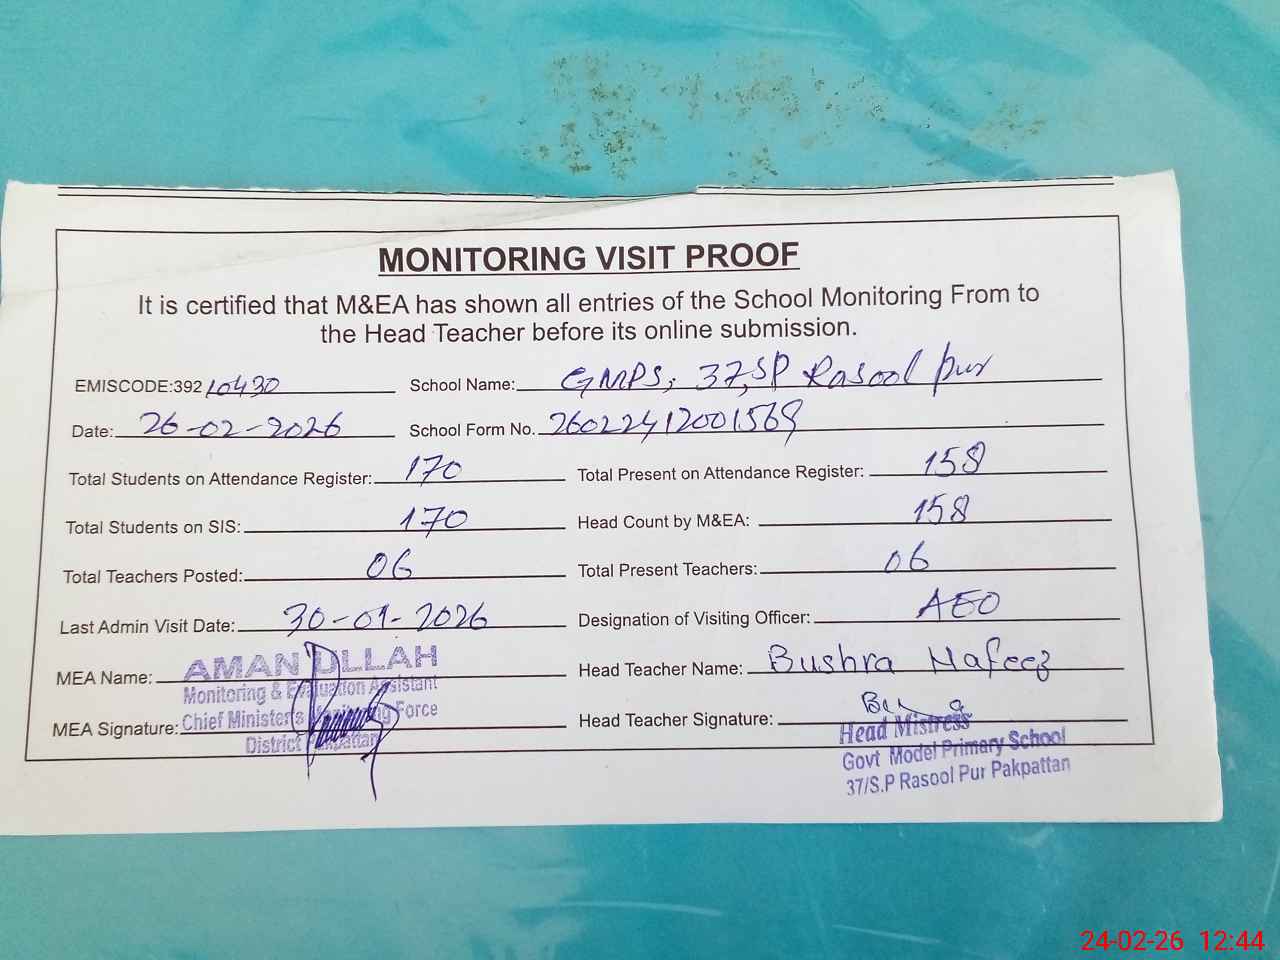 MONITORING VISIT PROOF
It is certified that M&EA has shown all entries of the School Monitoring From to
the Head Teacher before its online submission.
EMISCODE:392 10430 School Name: GMPS, 37,SP Rasool pur
Date: 26-02-2026 School Form No. 26022412001569
Total Students on Attendance Register: 170 Total Present on Attendance Register: 158
Total Students on SIS: 170 Head Count by M&EA: 158
Total Teachers Posted: 06 Total Present Teachers: 06
Last Admin Visit Date: 30-01-2026 Designation of Visiting Officer: AEO
MEA Name: AMAN ULLAH Head Teacher Name: Bushra Hafeez
Monitoring & Evaluation Assistant
MEA Signature: Chief Minister's Monitoring Force Head Teacher Signature:
District Pakpattan Head Mistress
Govt Model Primary School
37/S.P Rasool Pur Pakpattan
24-02-26 12:44